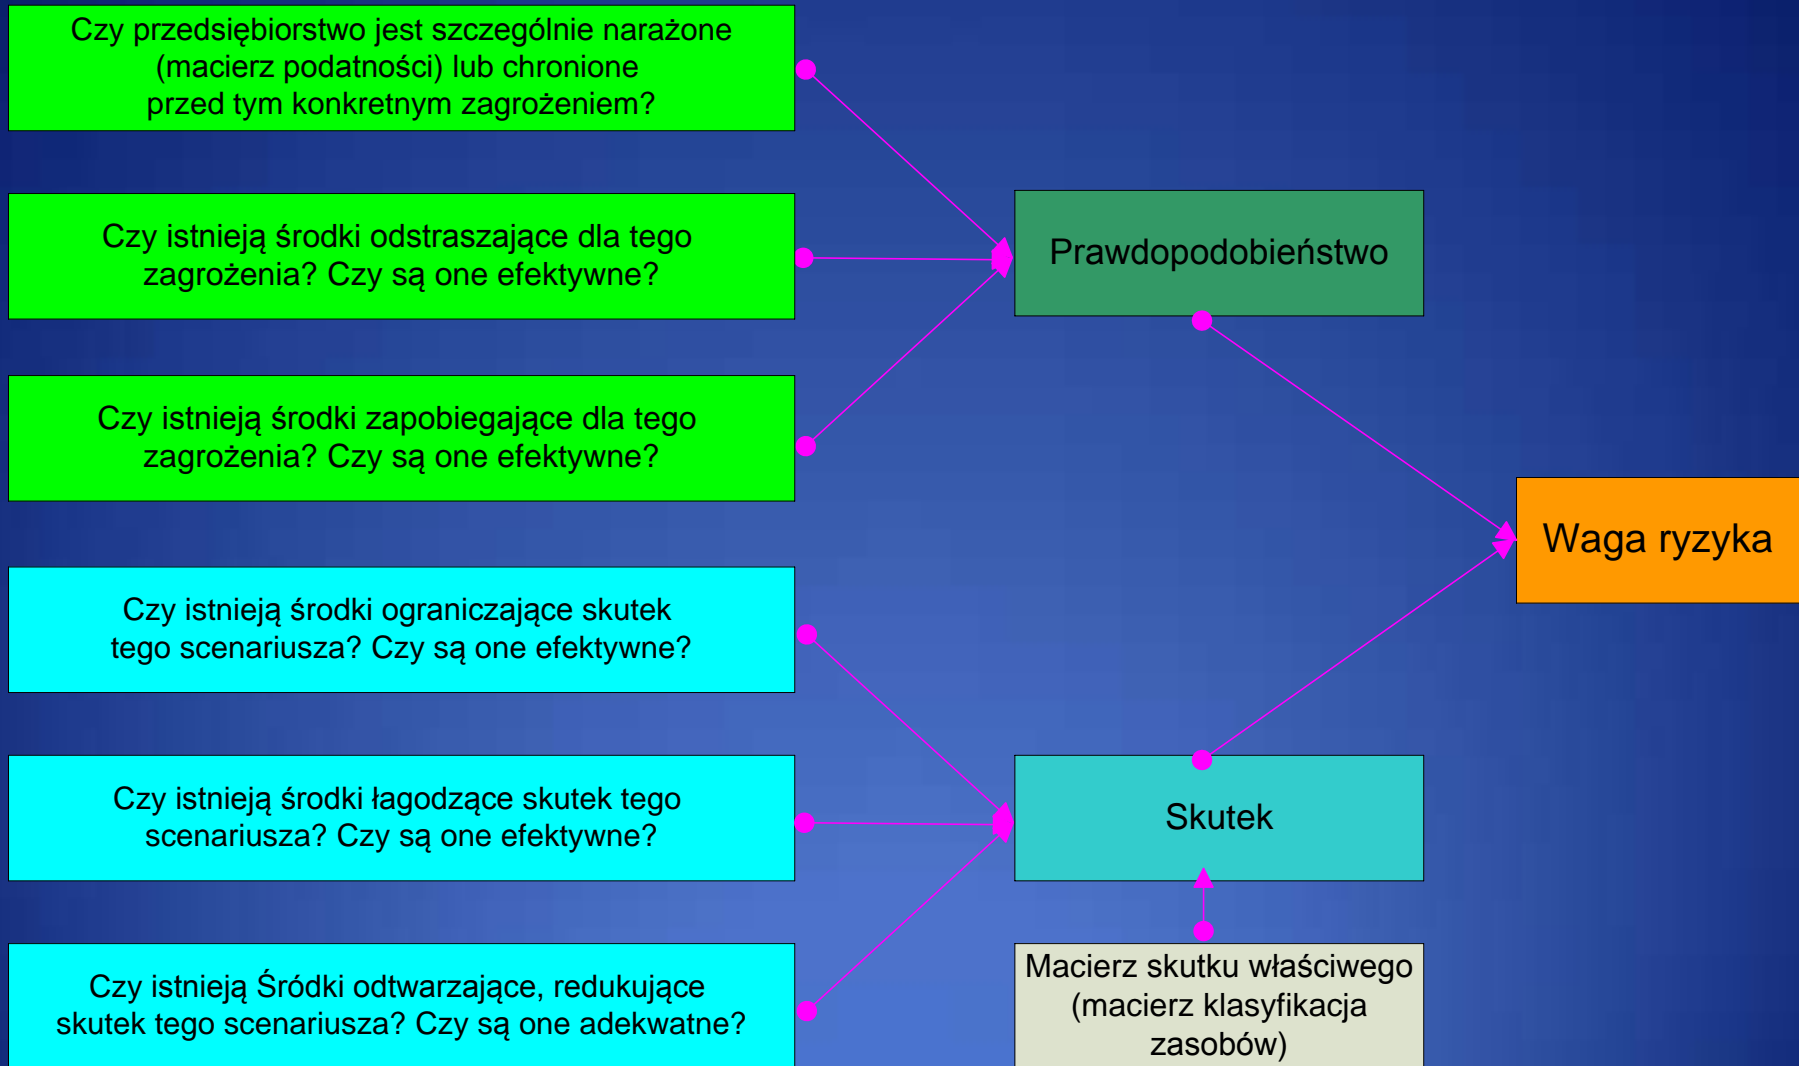 Czy przedsiębiorstwo jest szczególnie narażone
(macierz podatności) lub chronione
przed tym konkretnym zagrożeniem?
Czy istnieją środki odstraszające dla tego
zagrożenia? Czy są one efektywne?
Prawdopodobieństwo
Czy istnieją środki zapobiegające dla tego
zagrożenia? Czy są one efektywne?
Waga ryzyka
Czy istnieją środki ograniczające skutek
tego scenariusza? Czy są one efektywne?
Czy istnieją środki łagodzące skutek tego
scenariusza? Czy są one efektywne?
Skutek
Czy istnieją Śródki odtwarzające, redukujące
skutek tego scenariusza? Czy są one adekwatne?
Macierz skutku właściwego
(macierz klasyfikacja
zasobów)